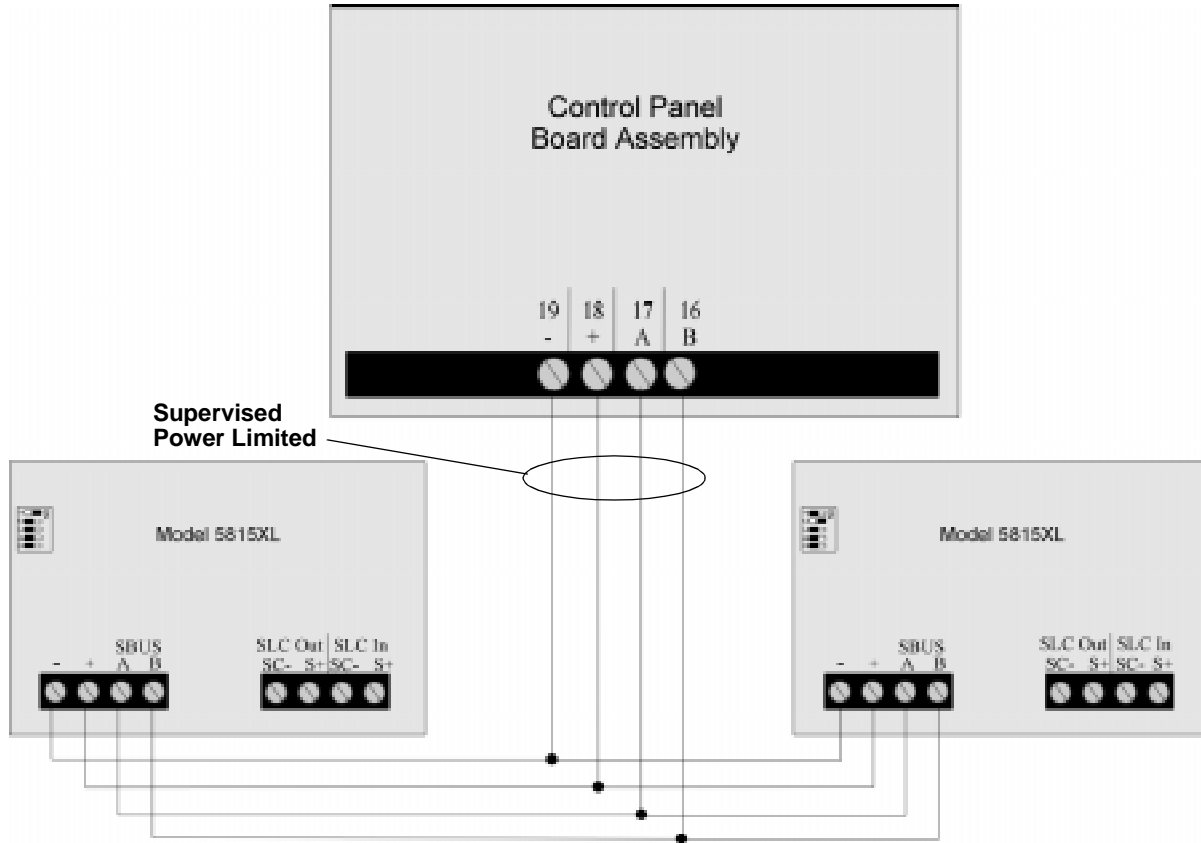 Control Panel
Board Assembly
19 18 17 16
- + A B
Supervised
Power Limited
Model 5815XL
SBUS
- + A B
SLC Out SLC In
SC- S+ SC- S+
Model 5815XL
SBUS
- + A B
SLC Out SLC In
SC- S+ SC- S+